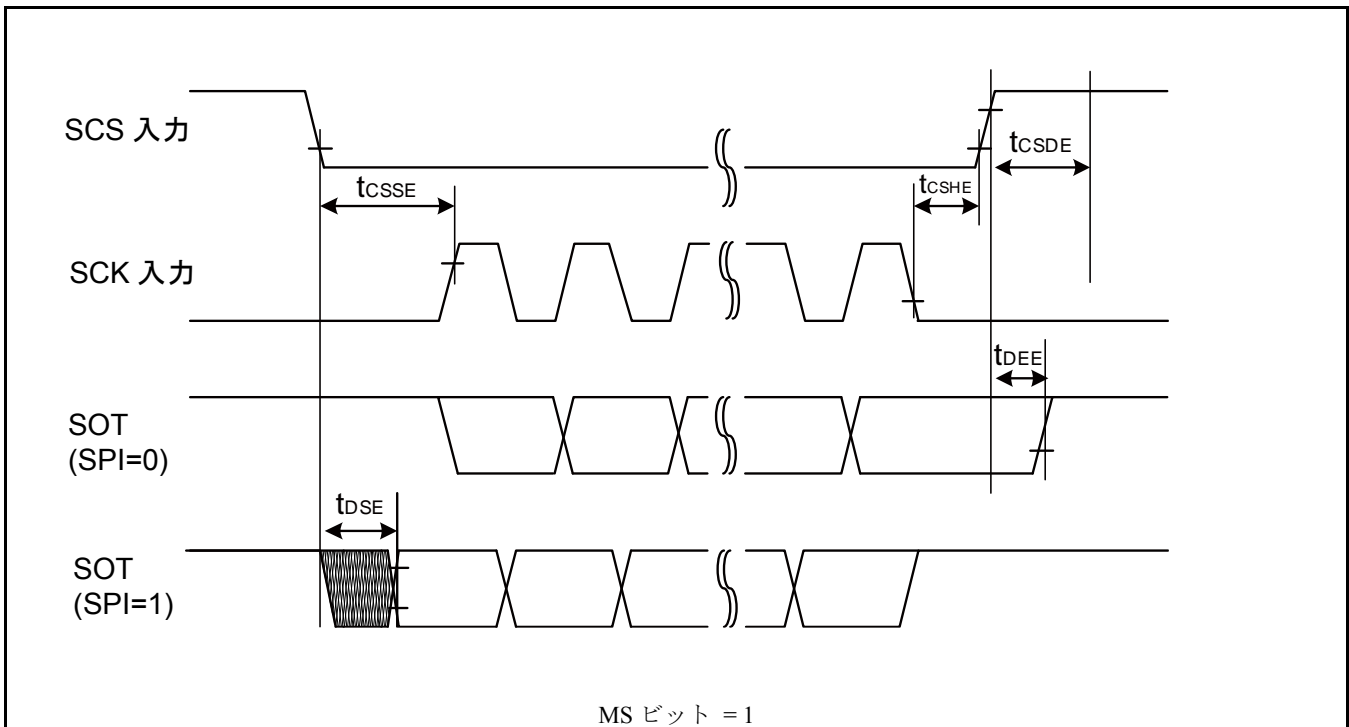 SCS 入力
tCSDE
tCSSE
tCSHE
SCK 入力
tDEE
SOT
(SPI=0)
tDSE
SOT
(SPI=1)
MS ビット = 1